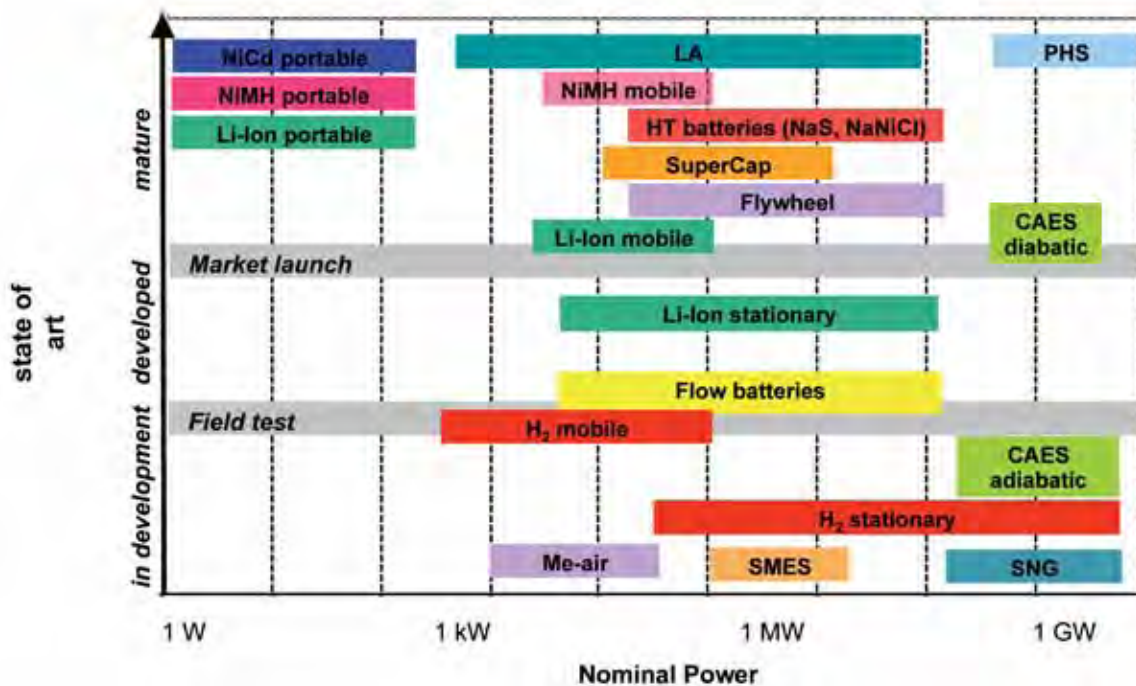 NiCd portable
LA
PHS
NiMH portable
NiMH mobile
Li-Ion portable
HT batteries (NaS, NaNiCl)
SuperCap
Flywheel
CAES
diabatic
Li-Ion mobile
Market launch
Li-Ion stationary
Flow batteries
Field test
H₂ mobile
CAES
adiabatic
H₂ stationary
Me-air
SMES
SNG
mature
developed
in development
state of
art
1 W
1 kW
1 MW
1 GW
Nominal Power